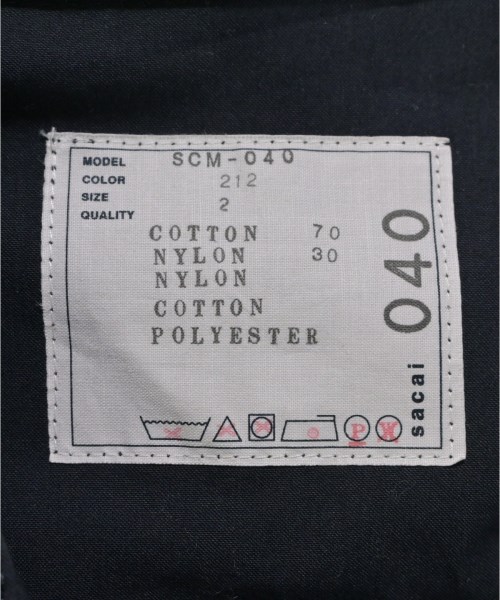 MODEL SCM-040
COLOR 212
SIZE 2
QUALITY
COTTON 70
NYLON 30
NYLON
COTTON
POLYESTER
040
sacai
P W